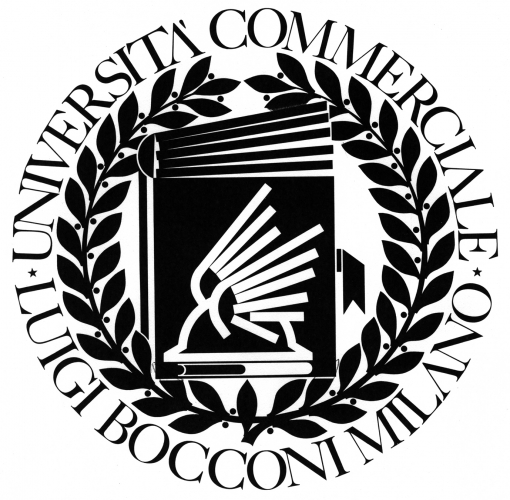 UNIVERSITÀ COMMERCIALE
LUIGI BOCCONI MILANO